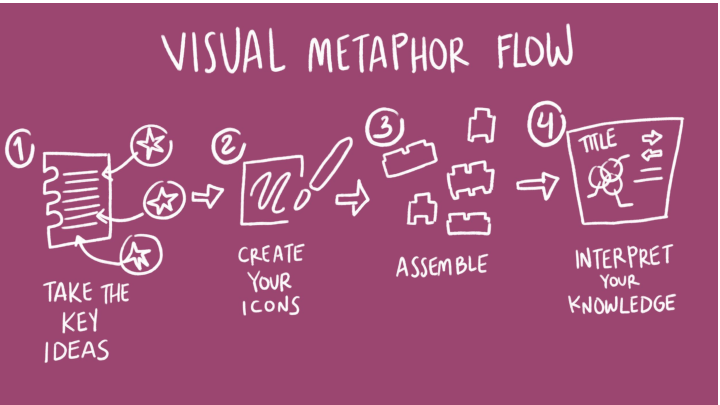 VISUAL METAPHOR FLOW
1
TAKE THE
KEY
IDEAS
2
CREATE
YOUR
ICONS
3
ASSEMBLE
4
TITLE
INTERPRET
YOUR
KNOWLEDGE